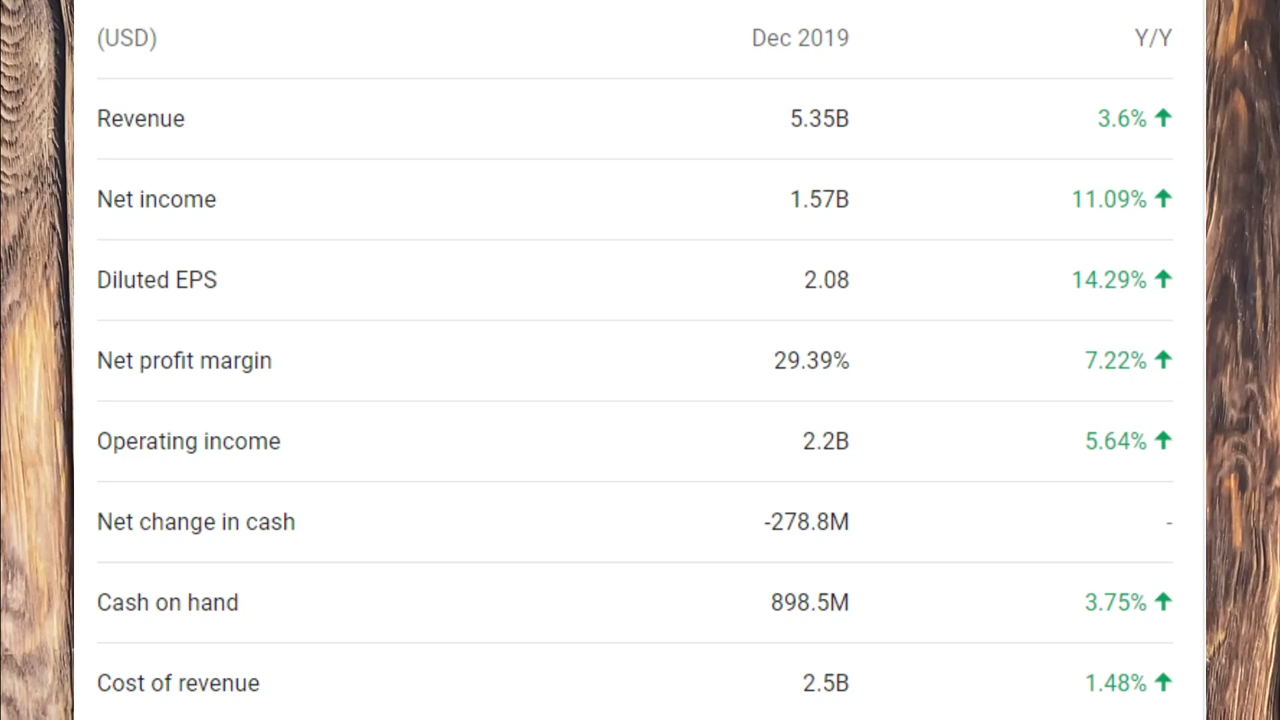 (USD) Dec 2019 Y/Y
Revenue 5.35B 3.6%
Net income 1.57B 11.09%
Diluted EPS 2.08 14.29%
Net profit margin 29.39% 7.22%
Operating income 2.2B 5.64%
Net change in cash -278.8M -
Cash on hand 898.5M 3.75%
Cost of revenue 2.5B 1.48%